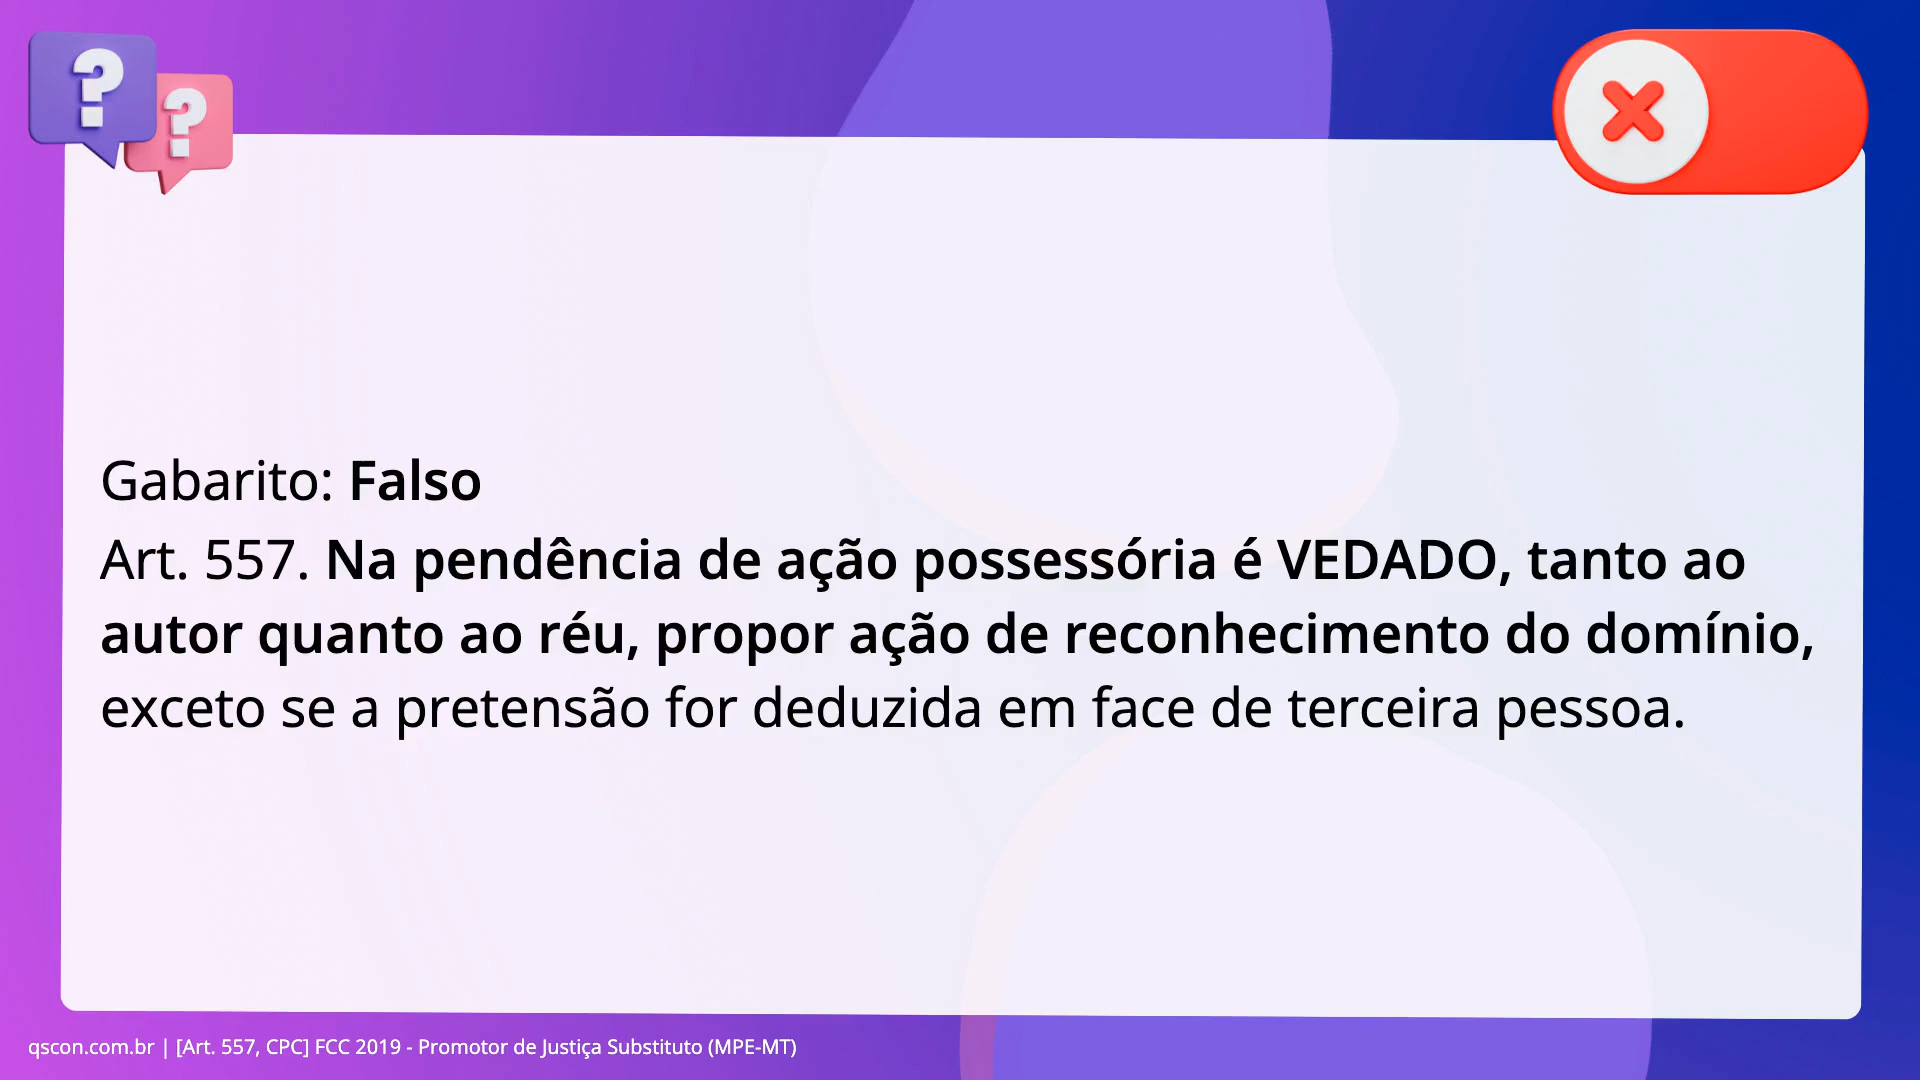 Gabarito: Falso
Art. 557. Na pendência de ação possessória é VEDADO, tanto ao
autor quanto ao réu, propor ação de reconhecimento do domínio,
exceto se a pretensão for deduzida em face de terceira pessoa.
qscon.com.br | [Art. 557, CPC] FCC 2019 - Promotor de Justiça Substituto (MPE-MT)